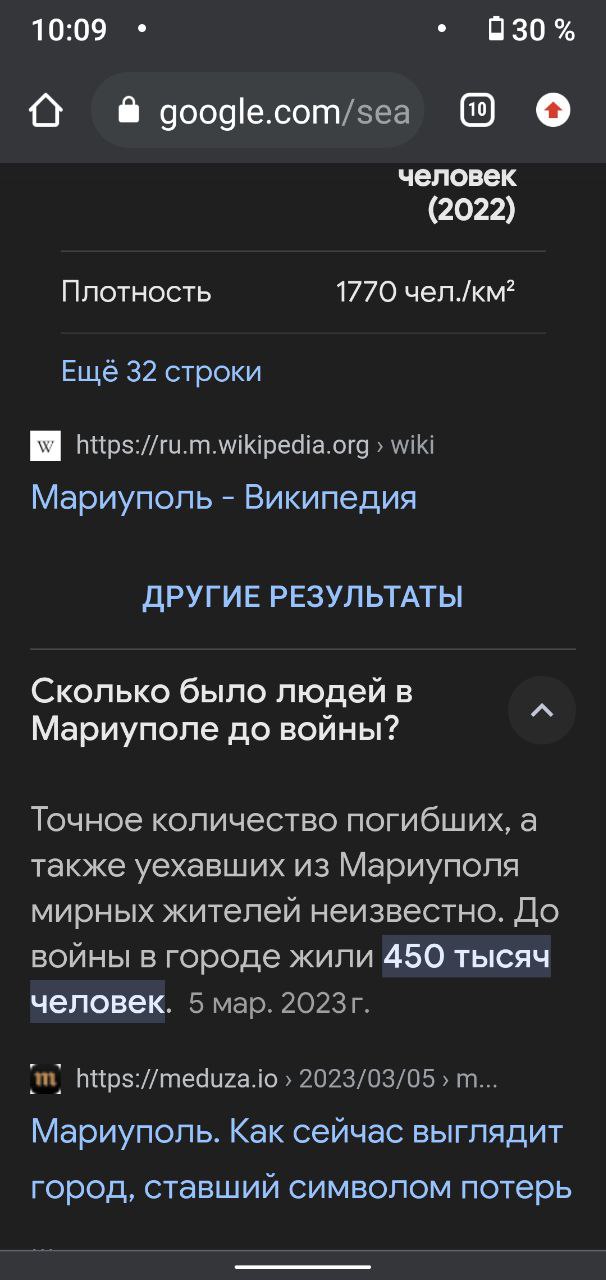 10:09
30 %
google.com/sea
10
человек
(2022)
Плотность 1770 чел./км²
Ещё 32 строки
W https://ru.m.wikipedia.org › wiki
Мариуполь - Википедия
ДРУГИЕ РЕЗУЛЬТАТЫ
Сколько было людей в
Мариуполе до войны?
Точное количество погибших, а
также уехавших из Мариуполя
мирных жителей неизвестно. До
войны в городе жили 450 тысяч
человек. 5 мар. 2023 г.
m https://meduza.io › 2023/03/05 › m...
Мариуполь. Как сейчас выглядит
город, ставший символом потерь
...